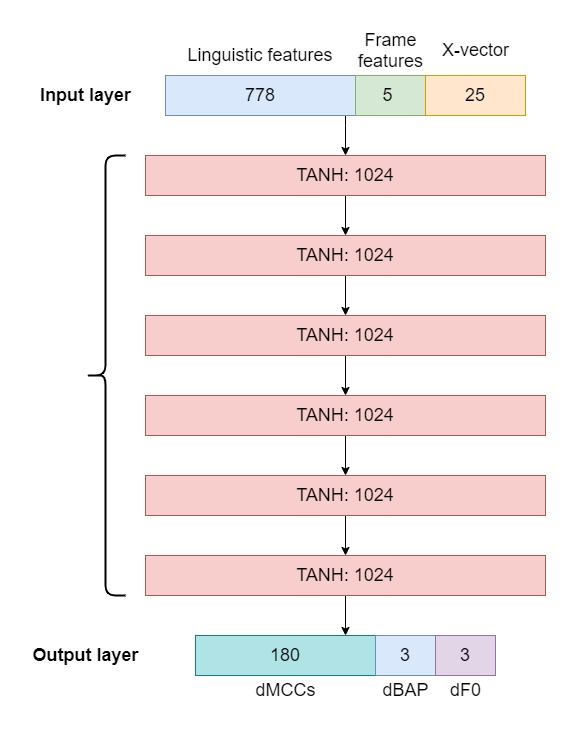 Linguistic features
Frame
features
X-vector
Input layer
778
5
25
TANH: 1024
TANH: 1024
TANH: 1024
TANH: 1024
TANH: 1024
TANH: 1024
Output layer
180
3
3
dMCCs
dBAP
dF0